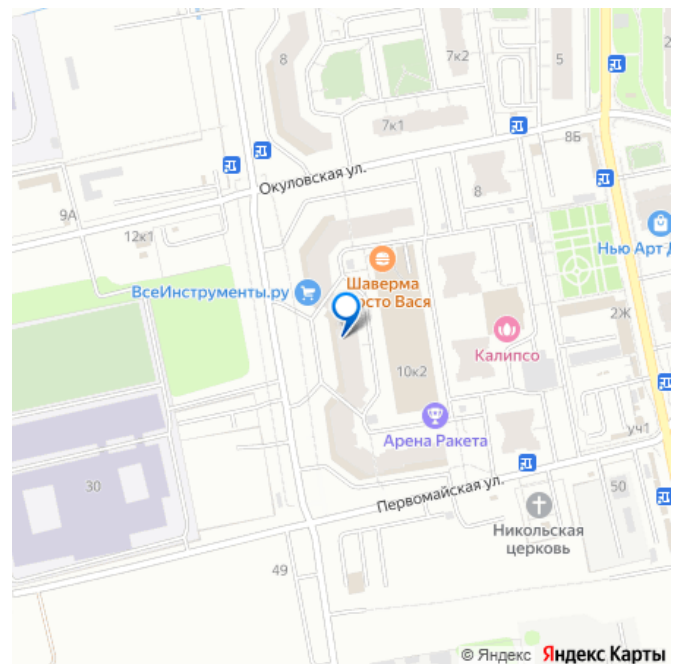 8
7к2
5
2
7к1
8Б
Окуловская ул.
8
9А
12к1
Нью Арт Д
ВсеИнструменты.ру
Шаверма
осто Вася
2Ж
Калипсо
10к2
Арена Ракета
уч1
30
Первомайская ул.
50
Никольская
церковь
49
© Яндекс Яндекс Карты